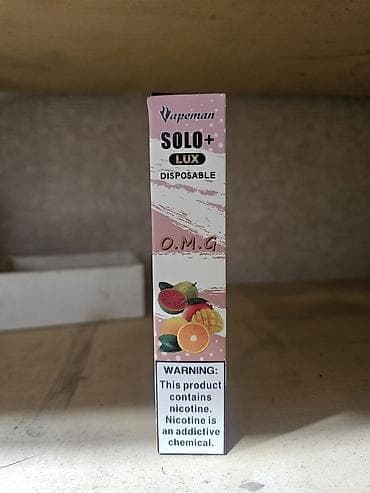 Vapeman
SOLO+
LUX
DISPOSABLE
O.M.G
WARNING:
This product
contains
nicotine.
Nicotine is
an addictive
chemical.